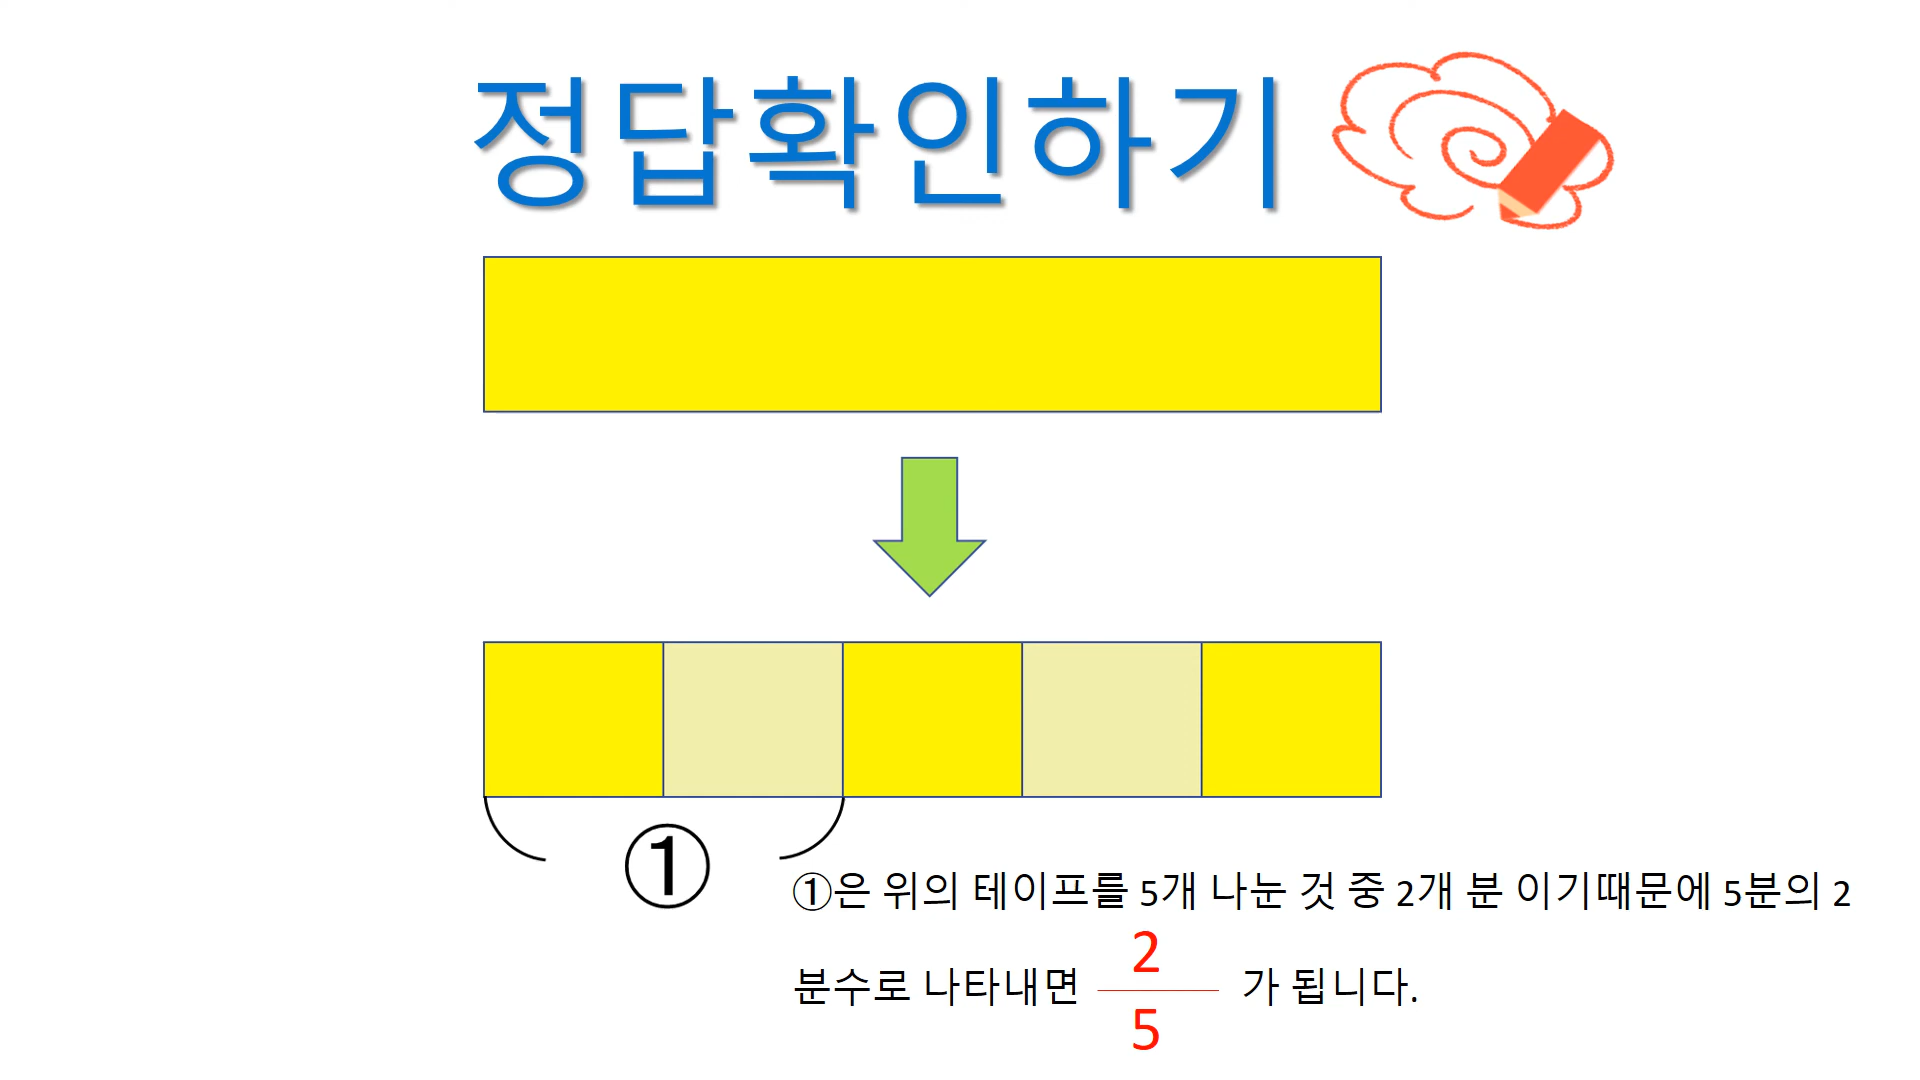 정답확인하기
①
①은 위의 테이프를 5개 나눈 것 중 2개 분 이기때문에 5분의 2
2
분수로 나타내면 가 됩니다.
5